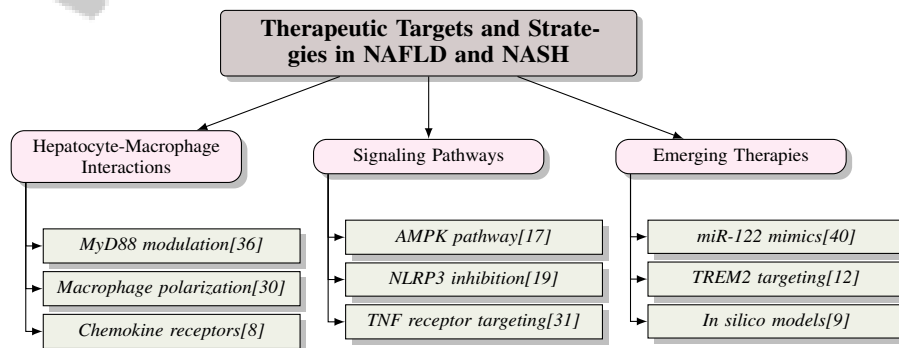 Therapeutic Targets and Strate-
gies in NAFLD and NASH
Hepatocyte-Macrophage
Interactions
MyD88 modulation[36]
Macrophage polarization[30]
Chemokine receptors[8]
Signaling Pathways
AMPK pathway[17]
NLRP3 inhibition[19]
TNF receptor targeting[31]
Emerging Therapies
miR-122 mimics[40]
TREM2 targeting[12]
In silico models[9]